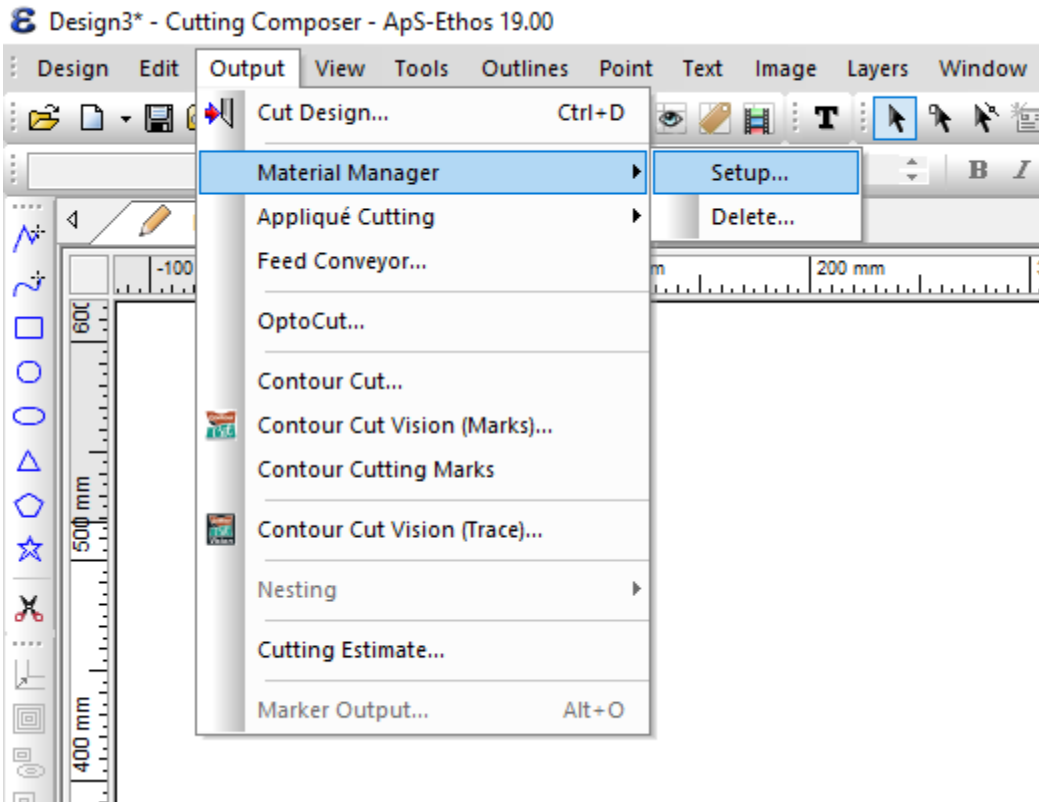 Design3* - Cutting Composer - ApS-Ethos 19.00
Design Edit Output View Tools Outlines Point Text Image Layers Window
Cut Design... Ctrl+D
T
Material Manager
Setup...
B I
Appliqué Cutting
Delete...
Feed Conveyor...
-100
m
200 mm
600
OptoCut...
Contour Cut...
Contour Cut Vision (Marks)...
Contour Cutting Marks
500 mm
Contour Cut Vision (Trace)...
Nesting
Cutting Estimate...
Marker Output... Alt+O
400 mm